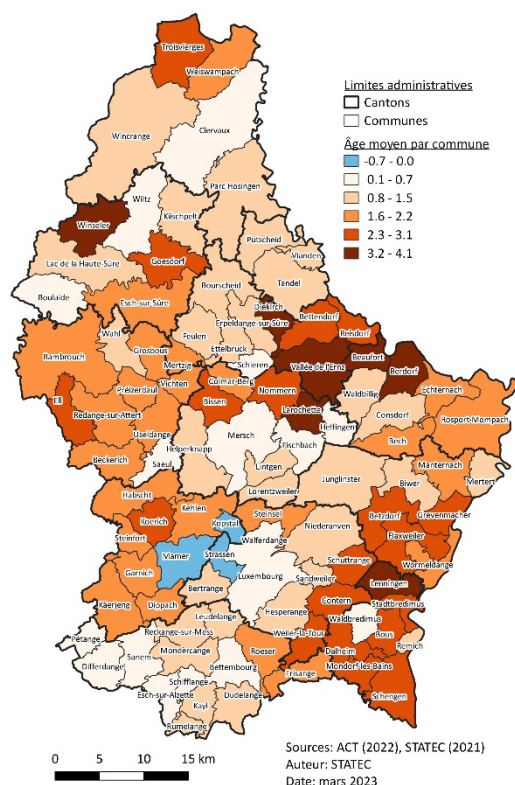 Troisvierges
Weiswampach
Wincrange
Clervaux
Limites administratives
Cantons
Communes
Âge moyen par commune
-0.7 - 0.0
0.1 - 0.7
0.8 - 1.5
1.6 - 2.2
2.3 - 3.1
3.2 - 4.1
Parc Hosingen
Wiltz
Kiischpelt
Winseler
Putscheid
Vianden
Lac de la Haute-Sûre
Goesdorf
Tandel
Bourscheid
Boulaide
Esch-sur-Sûre
Diekirch
Bettendorf
Erpeldange-sur-Sûre
Reisdorf
Wahl
Feulen
Ettelbruck
Beaufort
Berdorf
Rambrouch
Grosbous
Mertzig
Schieren
Vallée de l'Ernz
Waldbillig
Echternach
Préizerdaul
Vichten
Colmar-Berg
Nommern
Ell
Bissen
Larochette
Consdorf
Rosport-Mompach
Redange-sur-Attert
Heffingen
Useldange
Mersch
Fischbach
Bech
Beckerich
Saeul
Helperknapp
Lintgen
Manternach
Junglinster
Biwer
Mertert
Lorentzweiler
Habscht
Kehlen
Steinsel
Betzdorf
Grevenmacher
Koerich
Kopstal
Niederanven
Flaxweiler
Steinfort
Walferdange
Mamer
Strassen
Schuttrange
Wormeldange
Garnich
Luxembourg
Sandweiler
Lenningen
Bertrange
Contern
Stadtbredimus
Käerjeng
Dippach
Hesperange
Waldbredimus
Leudelange
Weiler-la-Tour
Bous
Reckange-sur-Mess
Remich
Pétange
Mondercange
Roeser
Dalheim
Sanem
Bettembourg
Mondorf-les-Bains
Differdange
Schifflange
Frisange
Esch-sur-Alzette
Schengen
Kayl
Dudelange
Rumelange
0 5 10 15 km
Sources: ACT (2022), STATEC (2021)
Auteur: STATEC
Date: mars 2023